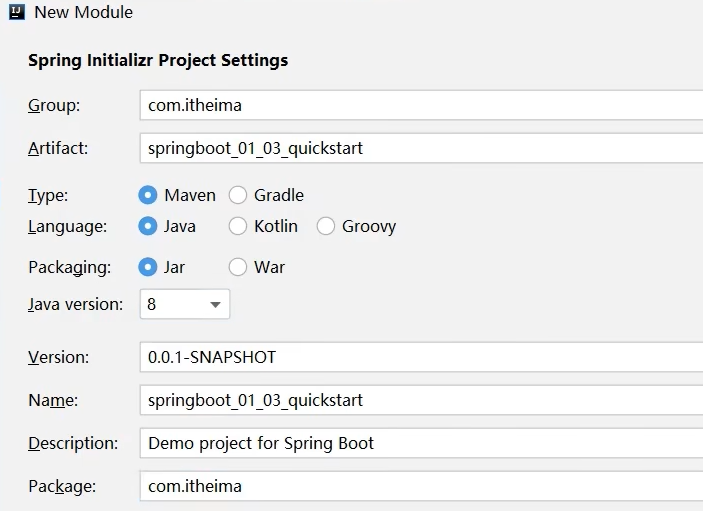 New Module
Spring Initializr Project Settings
Group: com.itheima
Artifact: springboot_01_03_quickstart
Type: Maven Gradle
Language: Java Kotlin Groovy
Packaging: Jar War
Java version: 8
Version: 0.0.1-SNAPSHOT
Name: springboot_01_03_quickstart
Description: Demo project for Spring Boot
Package: com.itheima